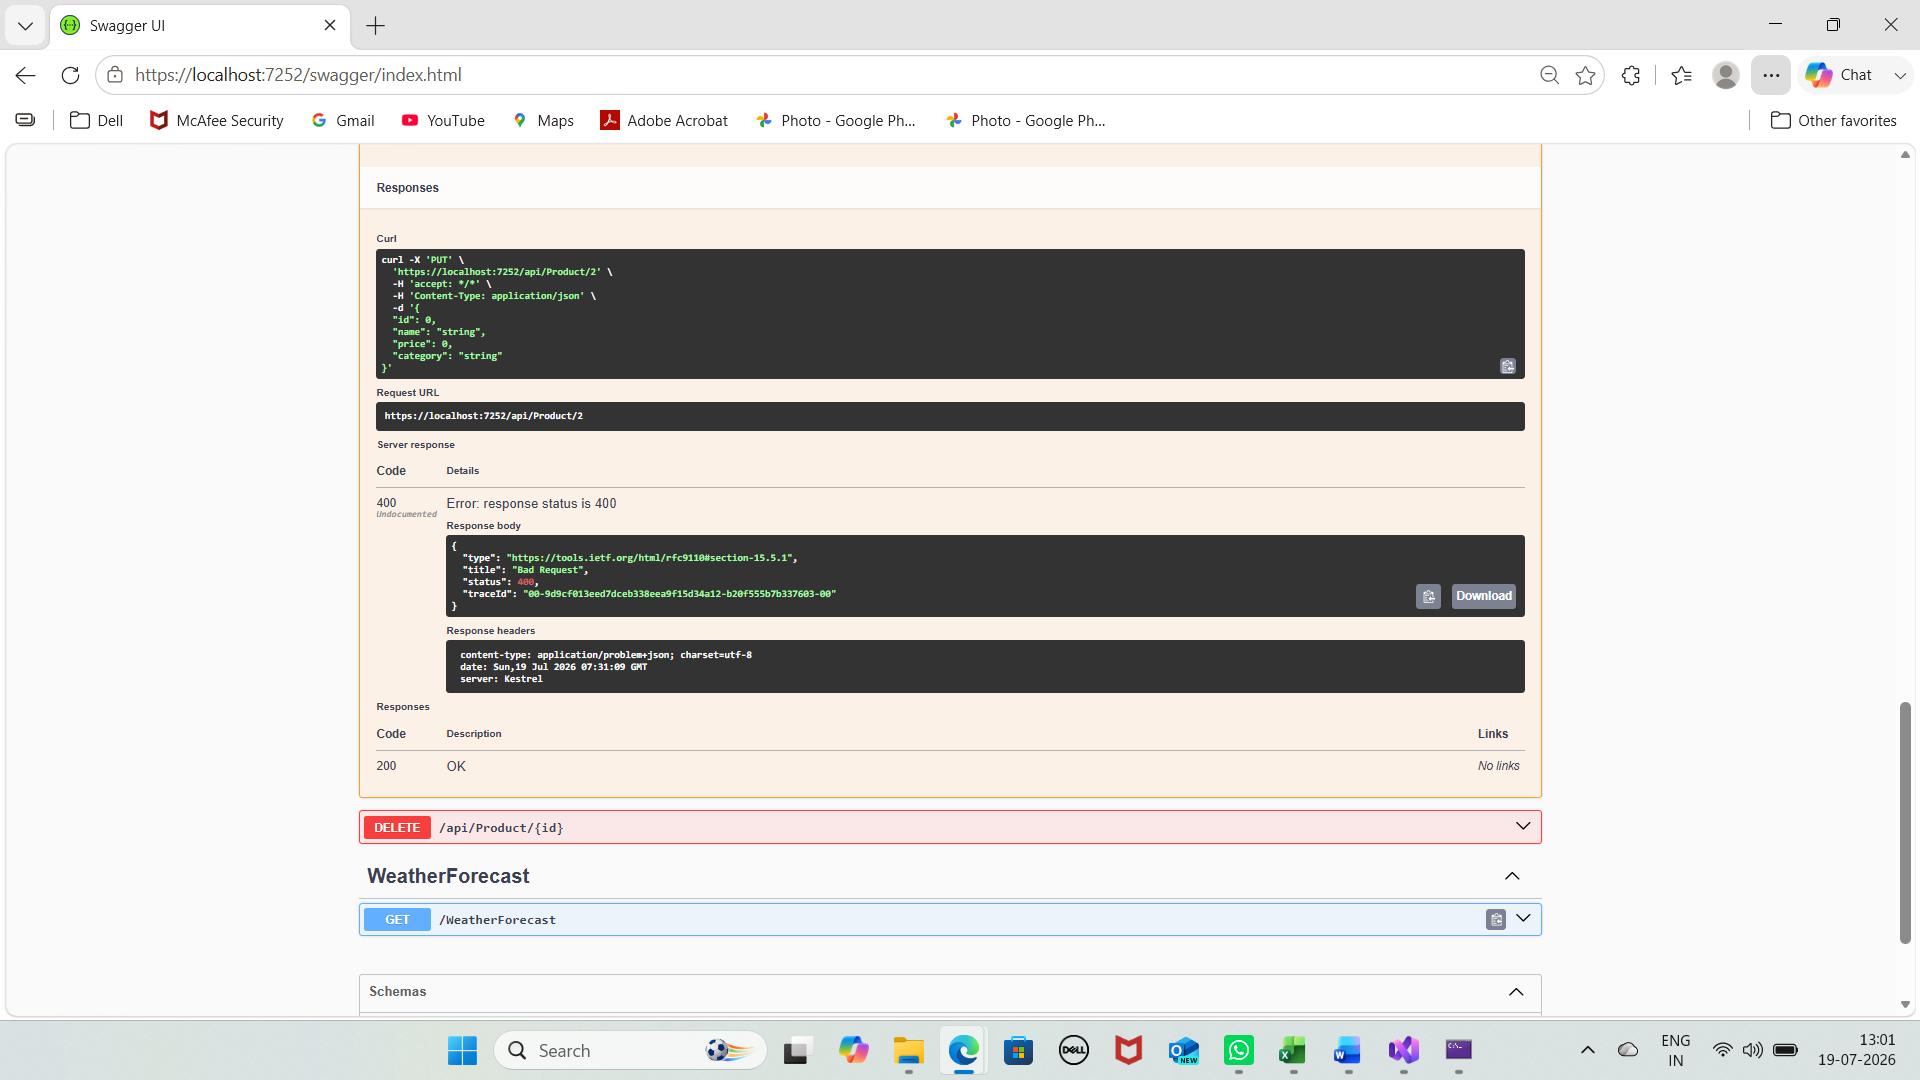 Swagger UI
https://localhost:7252/swagger/index.html
Chat
Dell
McAfee Security
Gmail
YouTube
Maps
Adobe Acrobat
Photo - Google Ph...
Photo - Google Ph...
Other favorites
Responses
Curl
curl -X 'PUT' \
'https://localhost:7252/api/Product/2' \
-H 'accept: */*' \
-H 'Content-Type: application/json' \
-d '{
"id": 0,
"name": "string",
"price": 0,
"category": "string"
}'
Request URL
https://localhost:7252/api/Product/2
Server response
Code Details
400 Error: response status is 400
Undocumented
Response body
{
"type": "https://tools.ietf.org/html/rfc9110#section-15.5.1",
"title": "Bad Request",
"status": 400,
"traceId": "00-9d9cf013eed7dceb338eea9f15d34a12-b20f555b7b337603-00"
}
Download
Response headers
content-type: application/problem+json; charset=utf-8
date: Sun,19 Jul 2026 07:31:09 GMT
server: Kestrel
Responses
Code Description Links
200 OK No links
DELETE /api/Product/{id}
WeatherForecast
GET /WeatherForecast
Schemas
Search
DELL
NEW
ENG
IN
13:01
19-07-2026